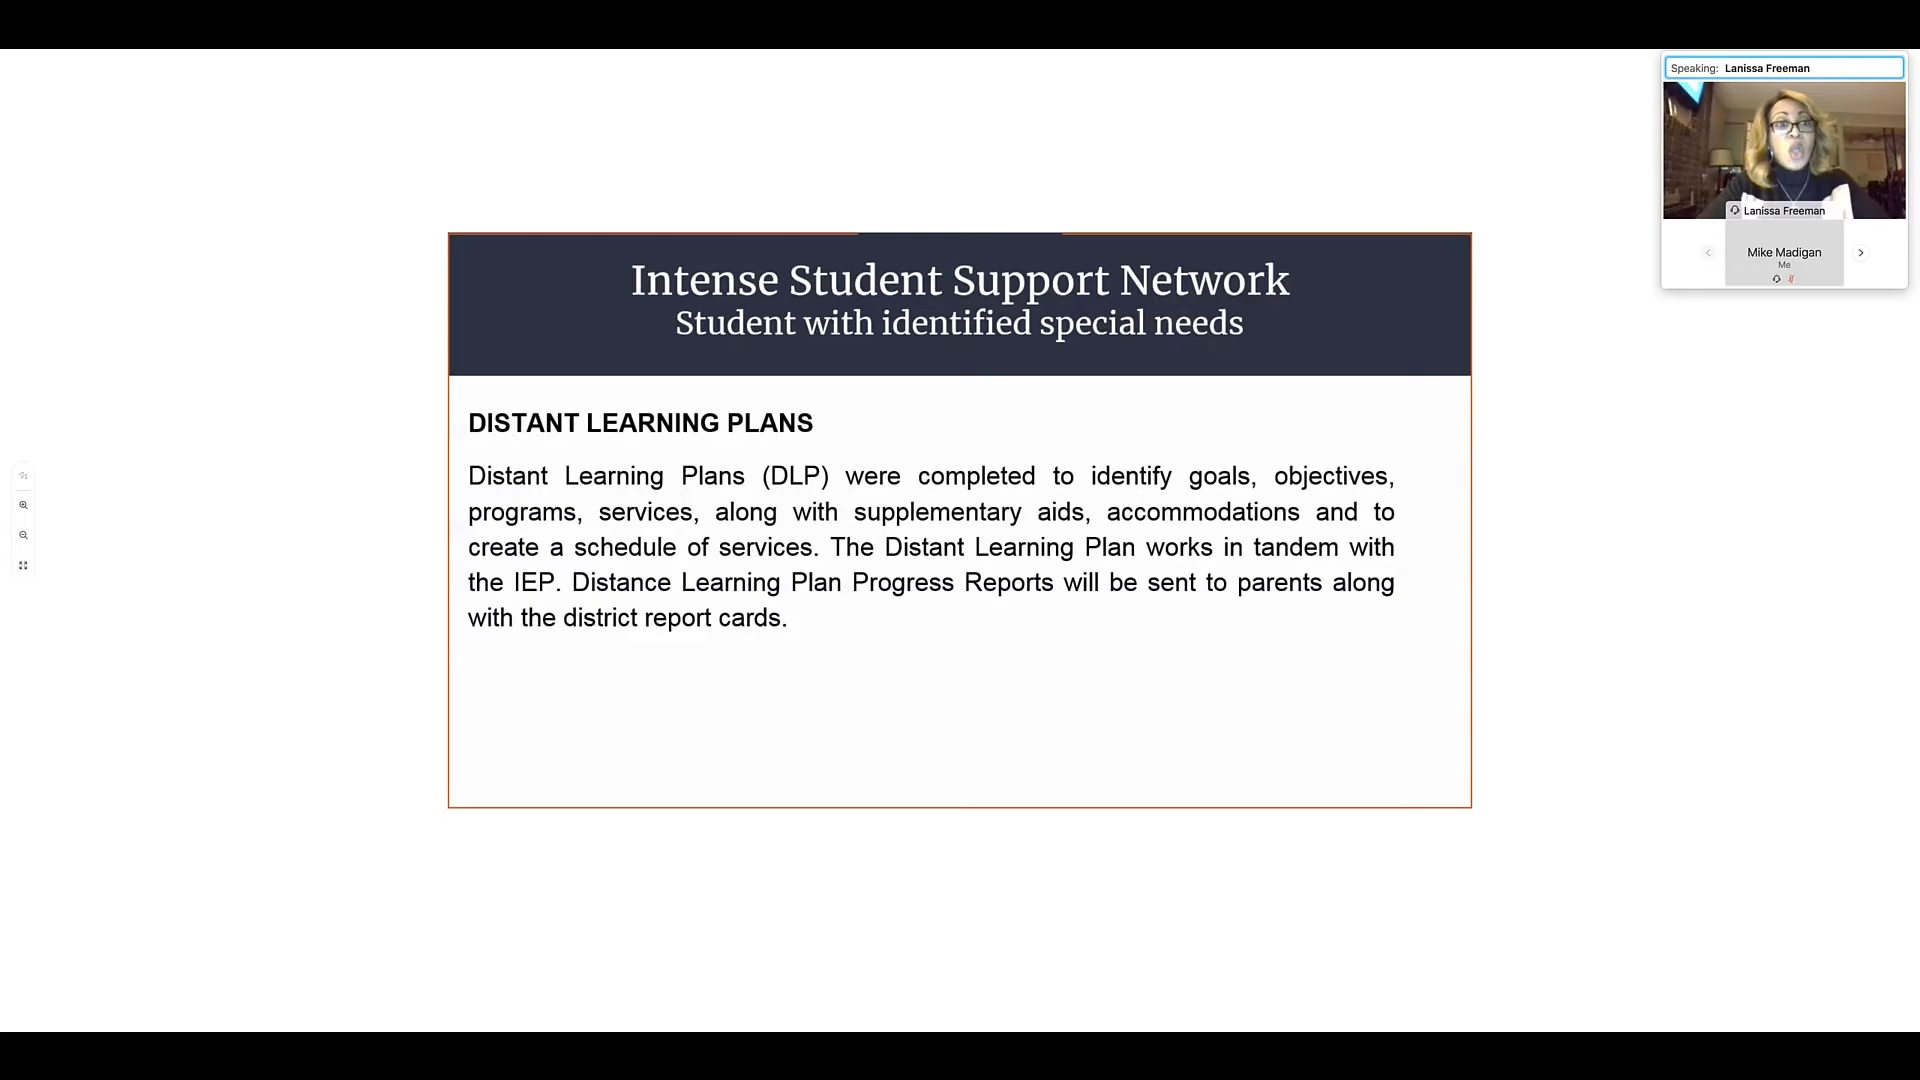 Speaking: Lanissa Freeman
Lanissa Freeman
Mike Madigan
Me
Intense Student Support Network
Student with identified special needs
DISTANT LEARNING PLANS
Distant Learning Plans (DLP) were completed to identify goals, objectives,
programs, services, along with supplementary aids, accommodations and to
create a schedule of services. The Distant Learning Plan works in tandem with
the IEP. Distance Learning Plan Progress Reports will be sent to parents along
with the district report cards.